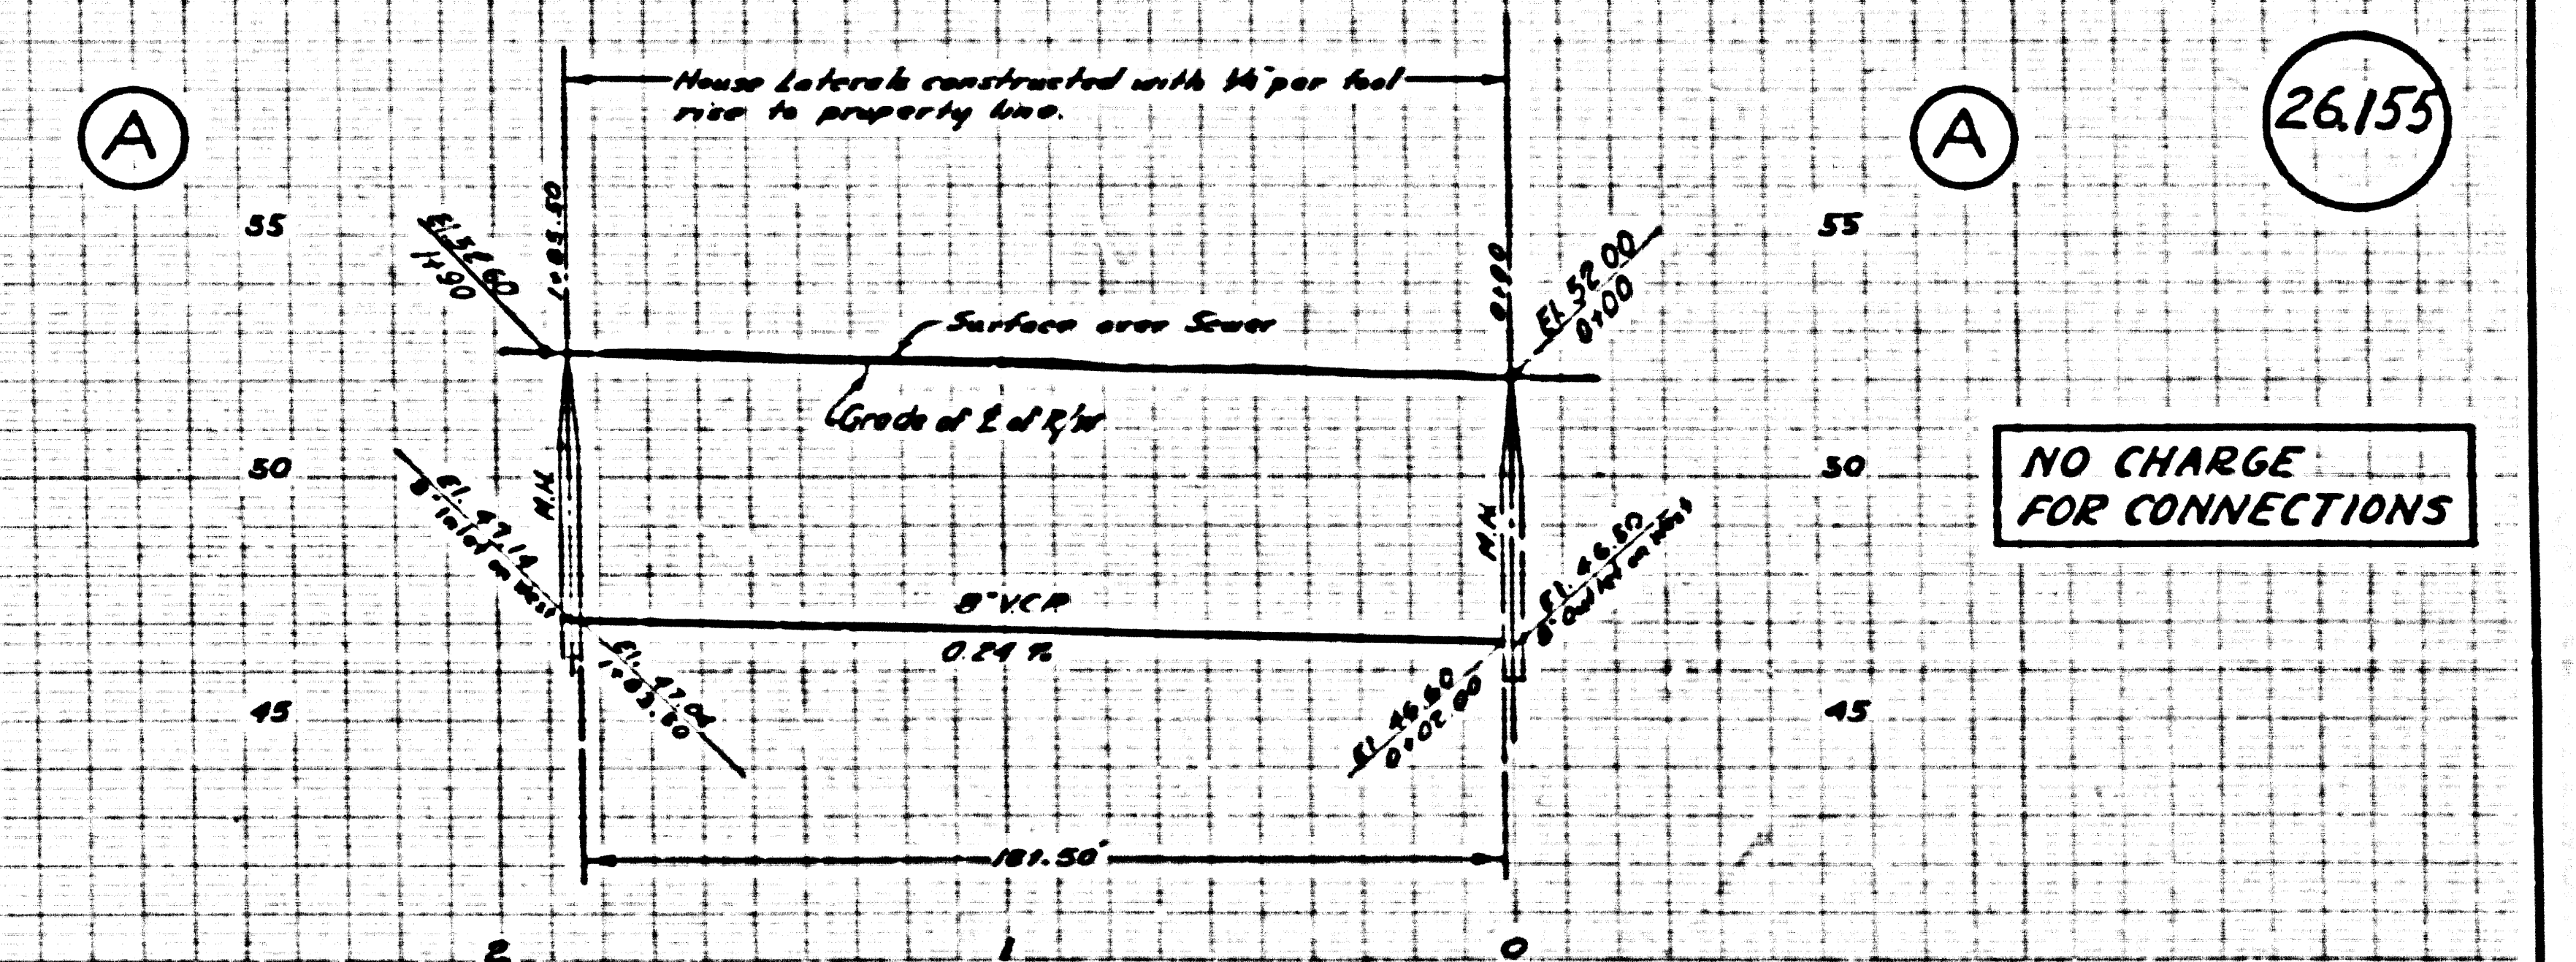 House Laterals constructed with ¼" per foot
rise to property line.
A
A
26.155
55
El. 52.60
1+90
1+85.50
0+00
El. 52.00
0+00
55
Surface over Sewer
Grade of ℄ of R/W
50
El. 47.14
8" Inlet on West
M.H.
M.H.
El. 46.50
8" Outlet on
50
NO CHARGE
FOR CONNECTIONS
8" VCP
0.24 %
45
El. 47.04
1+83.50
El. 46.60
0+02.00
45
181.50'
2
1
0